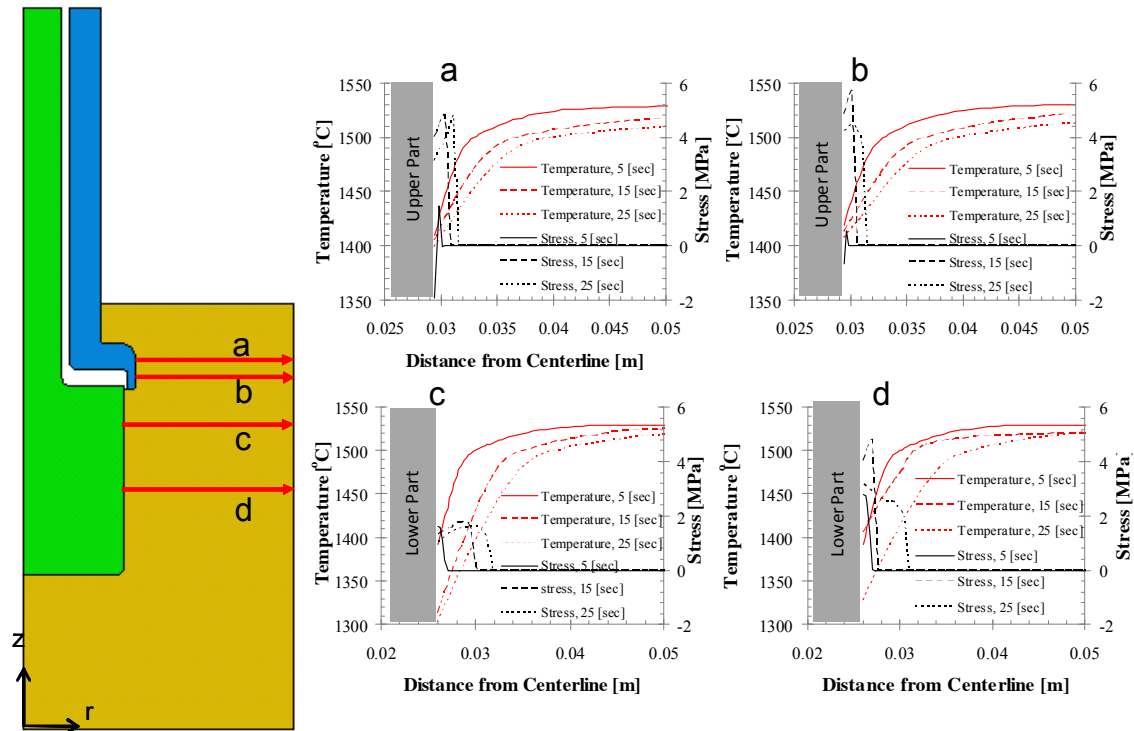 a
b
c
d
z
r
a
1550
1500
1450
1400
1350
6
4
2
0
-2
0.025
0.03
0.035
0.04
0.045
0.05
Temperature [°C]
Stress [MPa]
Upper Part
Temperature, 5 [sec]
Temperature, 15 [sec]
Temperature, 25 [sec]
Stress, 5 [sec]
Stress, 15 [sec]
Stress, 25 [sec]
Distance from Centerline [m]
b
1550
1500
1450
1400
1350
6
4
2
0
-2
0.025
0.03
0.035
0.04
0.045
0.05
Temperature [°C]
Stress [MPa]
Upper Part
Temperature, 5 [sec]
Temperature, 15 [sec]
Temperature, 25 [sec]
Stress, 5 [sec]
Stress, 15 [sec]
Stress, 25 [sec]
Distance from Centerline [m]
c
1550
1500
1450
1400
1350
1300
6
4
2
0
-2
0.02
0.03
0.04
0.05
Temperature [°C]
Stress [MPa]
Lower Part
Temperature, 5 [sec]
Temperature, 15 [sec]
Temperature, 25 [sec]
Stress, 5 [sec]
stress, 15 [sec]
Stress, 25 [sec]
Distance from Centerline [m]
d
1550
1500
1450
1400
1350
1300
6
4
2
0
-2
0.02
0.03
0.04
0.05
Temperature [°C]
Stress [MPa]
Lower Part
Temperature, 5 [sec]
Temperature, 15 [sec]
Temperature, 25 [sec]
Stress, 5 [sec]
Stress, 15 [sec]
Stress, 25 [sec]
Distance from Centerline [m]